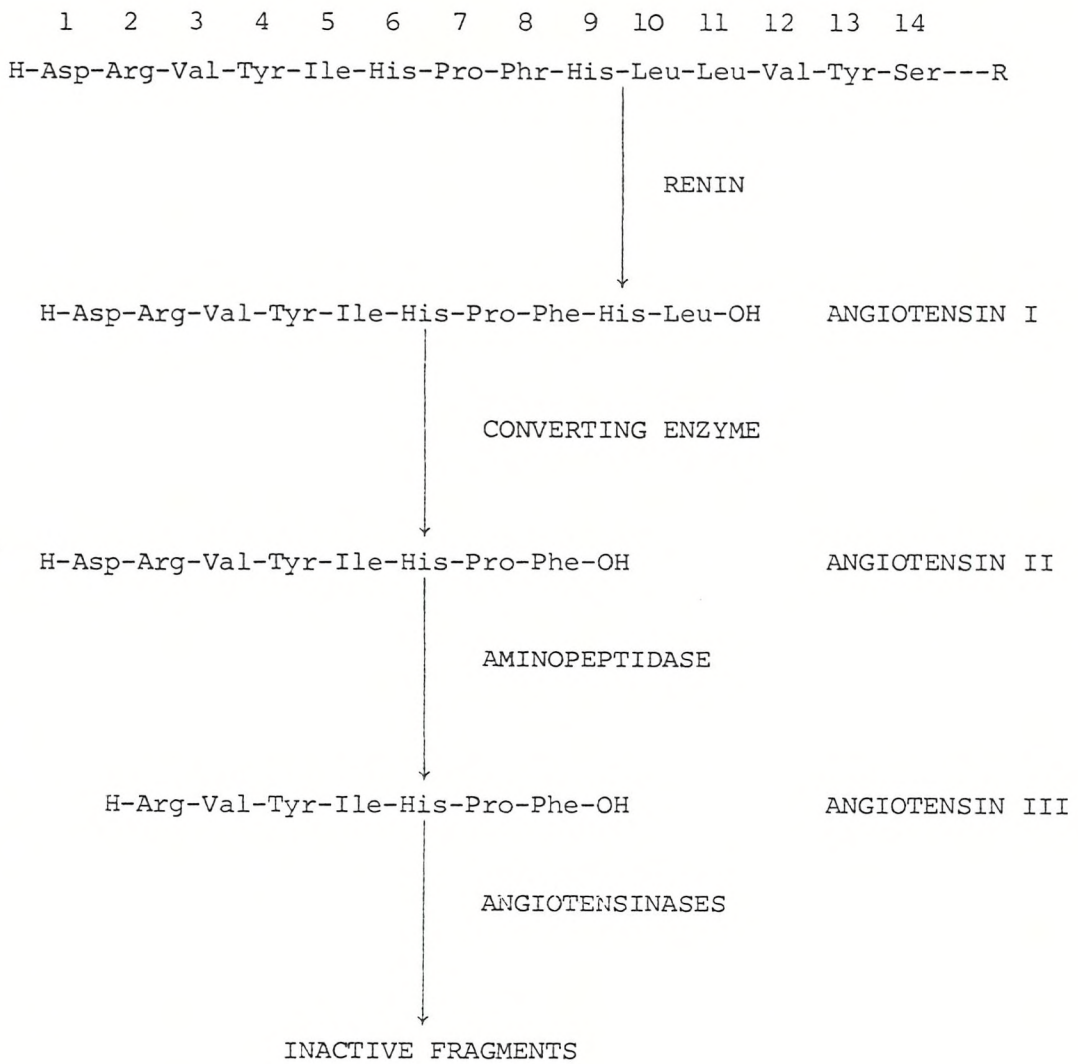 1 2 3 4 5 6 7 8 9 10 11 12 13 14
H-Asp-Arg-Val-Tyr-Ile-His-Pro-Phr-His-Leu-Leu-Val-Tyr-Ser---R
RENIN
H-Asp-Arg-Val-Tyr-Ile-His-Pro-Phe-His-Leu-OH ANGIOTENSIN I
CONVERTING ENZYME
H-Asp-Arg-Val-Tyr-Ile-His-Pro-Phe-OH ANGIOTENSIN II
AMINOPEPTIDASE
H-Arg-Val-Tyr-Ile-His-Pro-Phe-OH ANGIOTENSIN III
ANGIOTENSINASES
INACTIVE FRAGMENTS